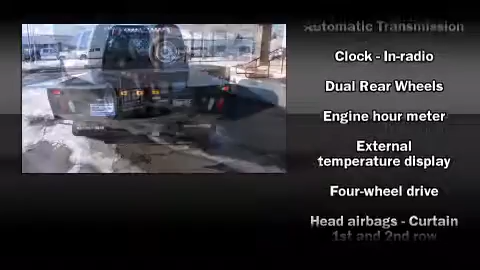 Automatic Transmission
Clock - In-radio
Dual Rear Wheels
Engine hour meter
External
temperature display
Four-wheel drive
Head airbags - Curtain
1st and 2nd row